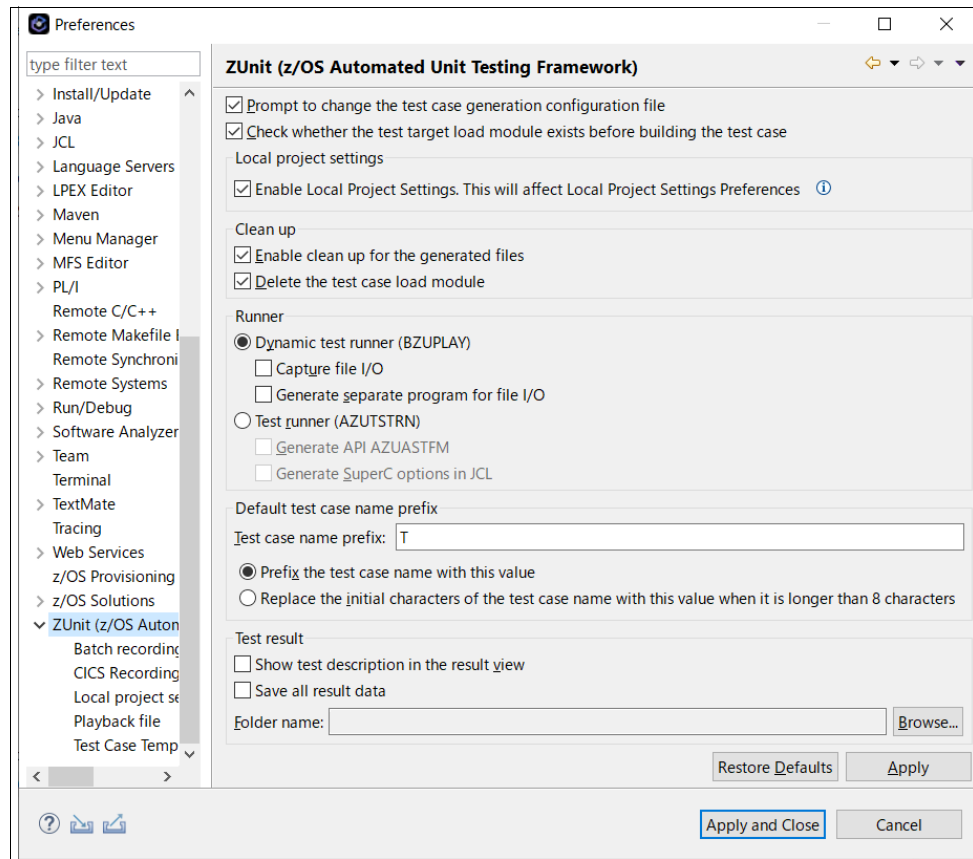 Preferences
type filter text
Install/Update
Java
JCL
Language Servers
LPEX Editor
Maven
Menu Manager
MFS Editor
PL/I
Remote C/C++
Remote Makefile
Remote Synchroni
Remote Systems
Run/Debug
Software Analyzer
Team
Terminal
TextMate
Tracing
Web Services
z/OS Provisioning
z/OS Solutions
ZUnit (z/OS Auton
Batch recording
CICS Recording
Local project se
Playback file
Test Case Temp
ZUnit (z/OS Automated Unit Testing Framework)
Prompt to change the test case generation configuration file
Check whether the test target load module exists before building the test case
Local project settings
Enable Local Project Settings. This will affect Local Project Settings Preferences
Clean up
Enable clean up for the generated files
Delete the test case load module
Runner
Dynamic test runner (BZUPLAY)
Capture file I/O
Generate separate program for file I/O
Test runner (AZUTSTRN)
Generate API AZUASTFM
Generate SuperC options in JCL
Default test case name prefix
Test case name prefix: T
Prefix the test case name with this value
Replace the initial characters of the test case name with this value when it is longer than 8 characters
Test result
Show test description in the result view
Save all result data
Folder name: Browse...
Restore Defaults Apply
Apply and Close Cancel